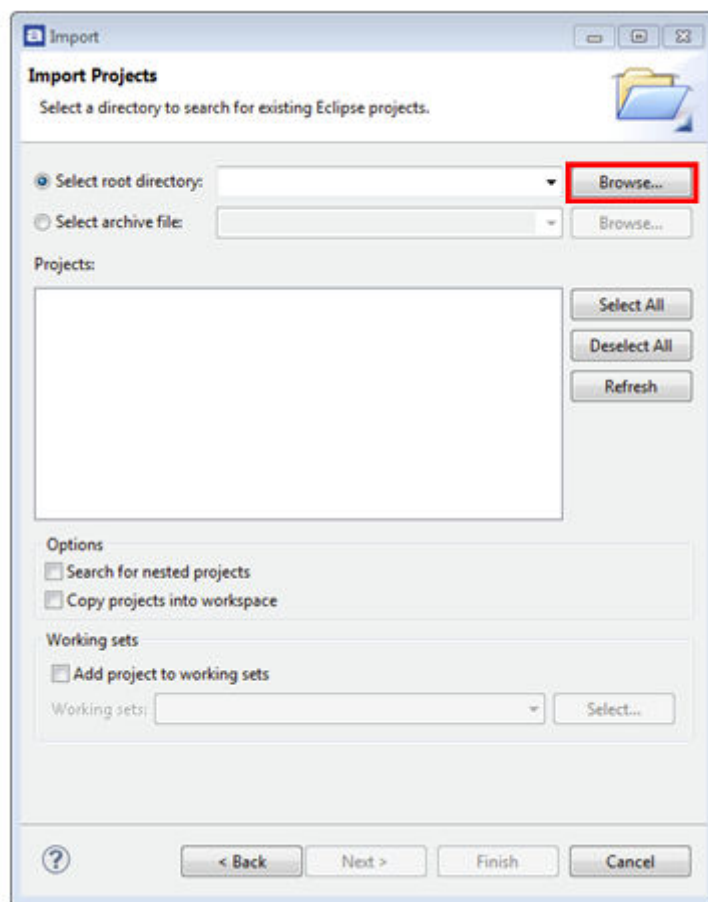 Import
Import Projects
Select a directory to search for existing Eclipse projects.
Select root directory: Browse...
Select archive file: Browse...
Projects:
Select All
Deselect All
Refresh
Options
Search for nested projects
Copy projects into workspace
Working sets
Add project to working sets
Working sets: Select...
? < Back Next > Finish Cancel